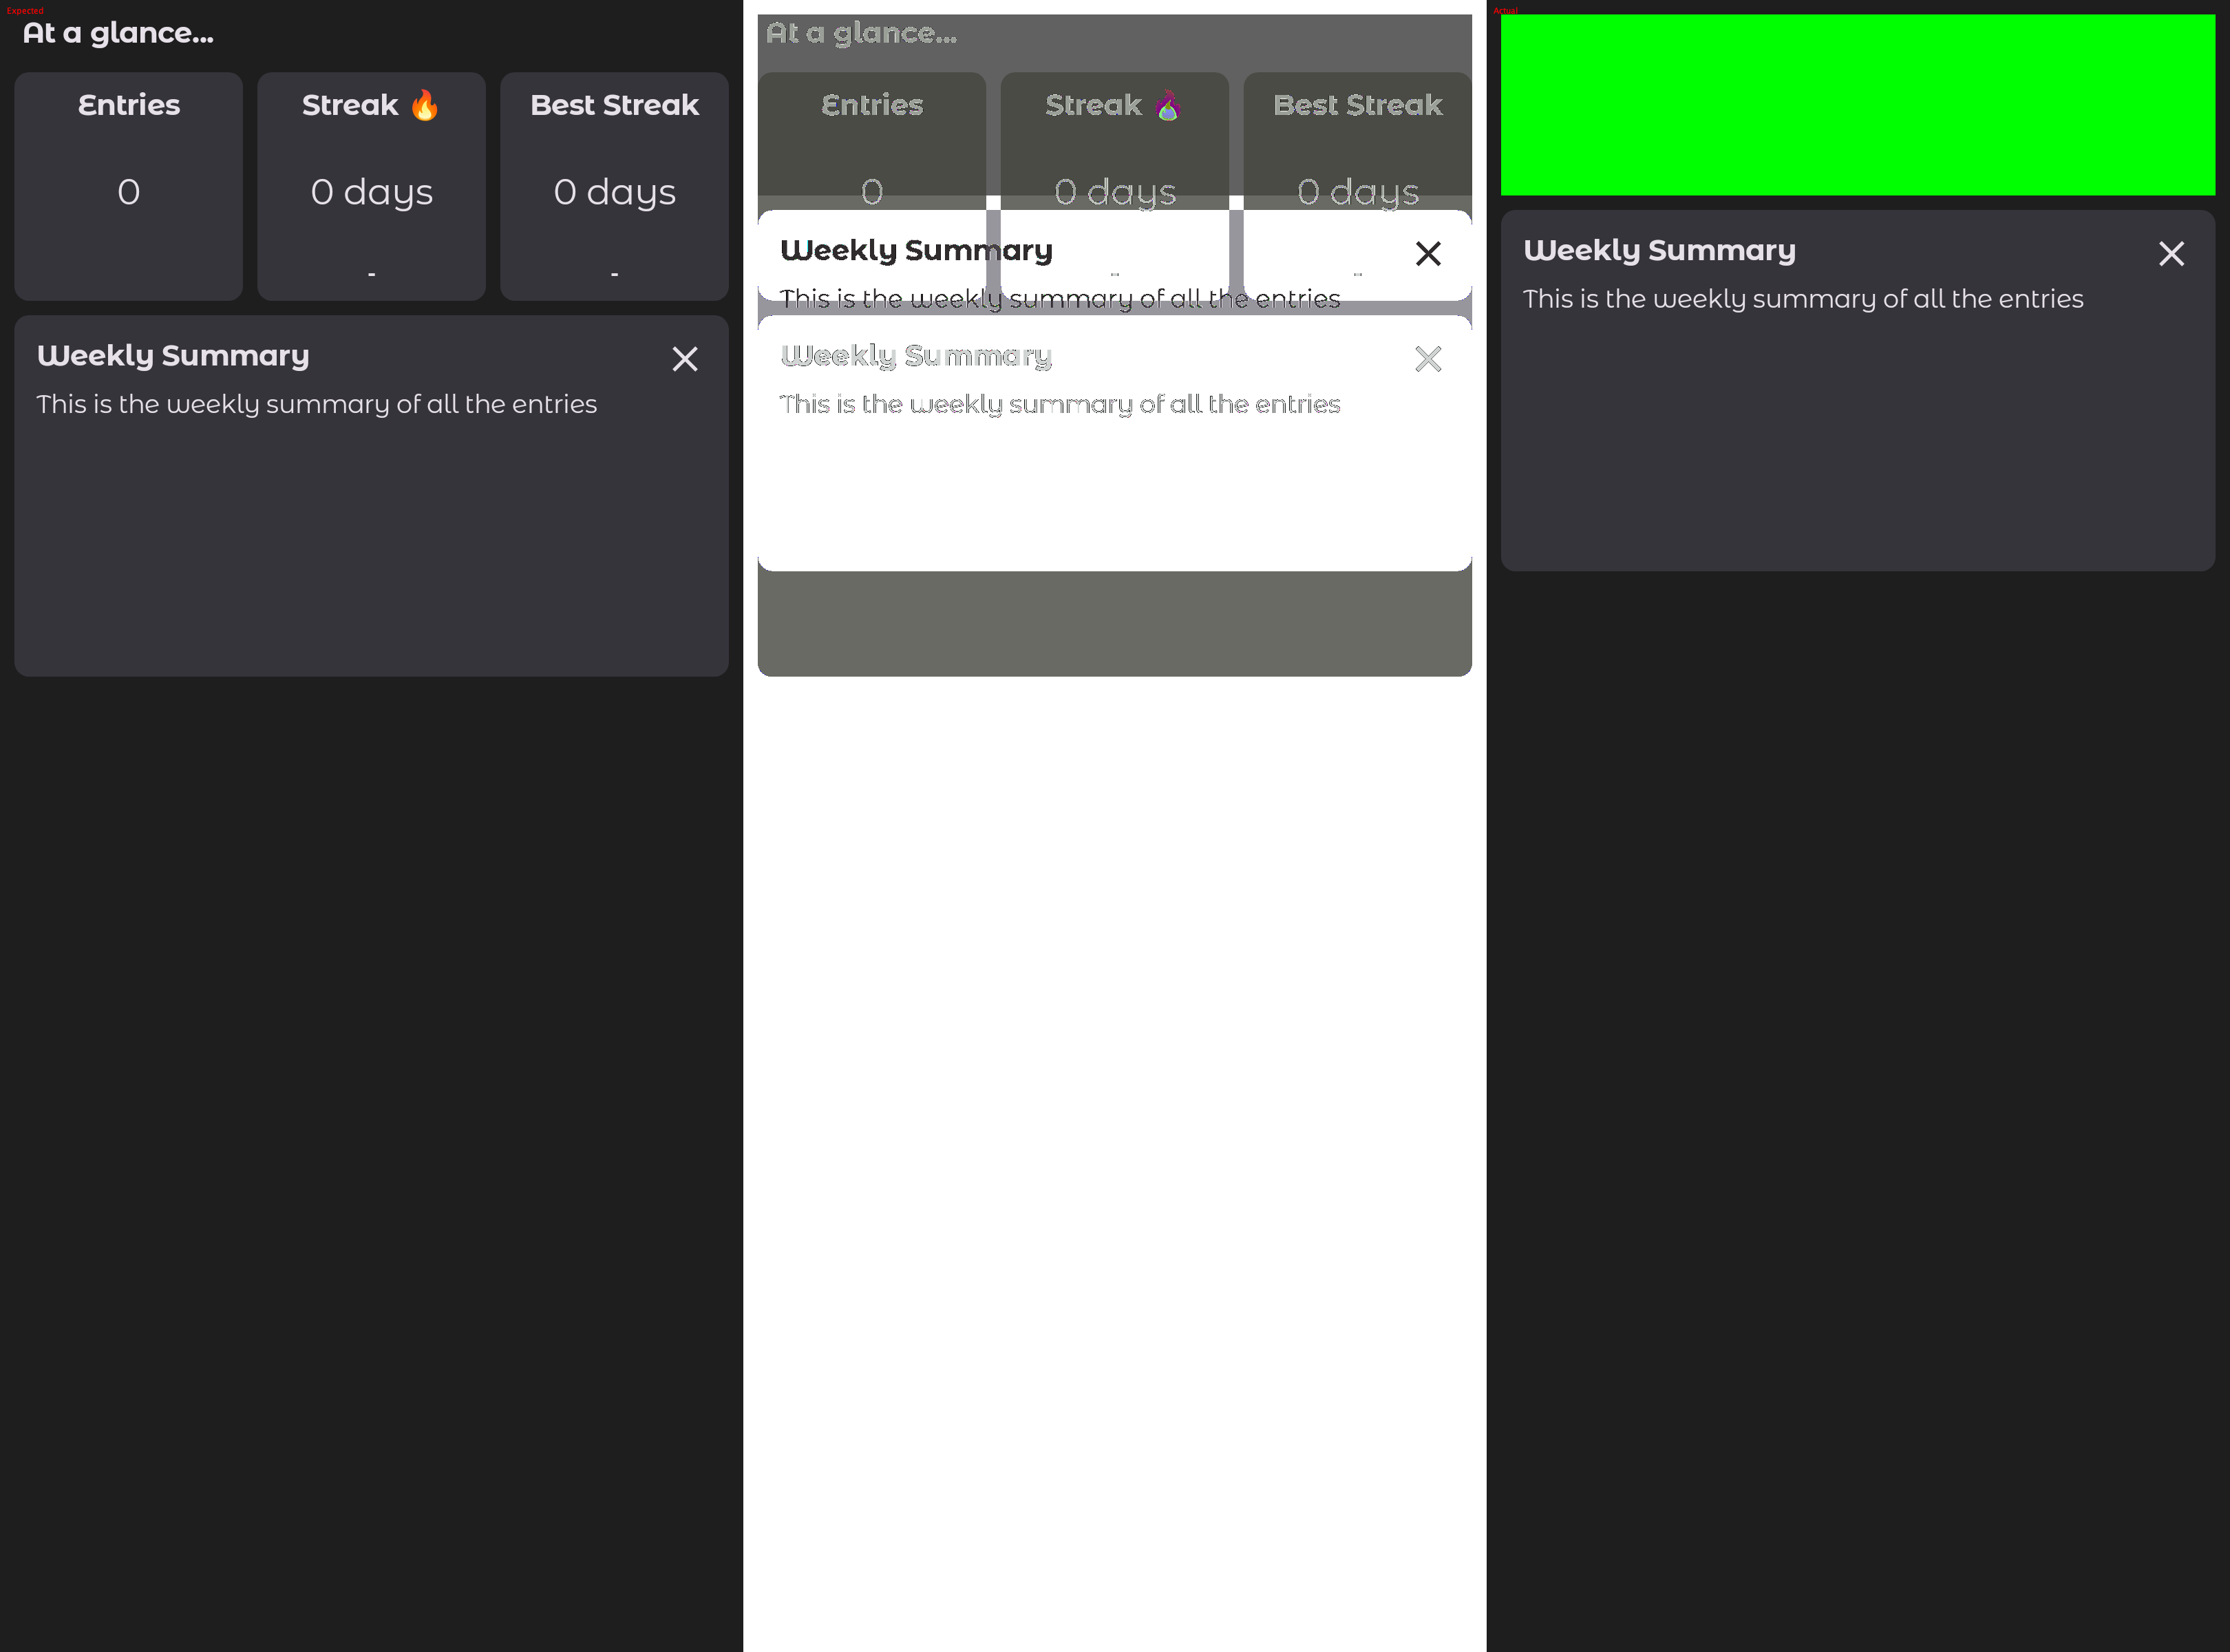 Expected
At a glance...
Entries
Streak 🔥
Best Streak
0
0 days
0 days
-
-
Weekly Summary
This is the weekly summary of all the entries
At a glance...
Entries
Streak
Best Streak
0
0 days
0 days
Weekly Summary
-
-
This is the weekly summary of all the entries
Weekly Summary
This is the weekly summary of all the entries
Actual
Weekly Summary
This is the weekly summary of all the entries